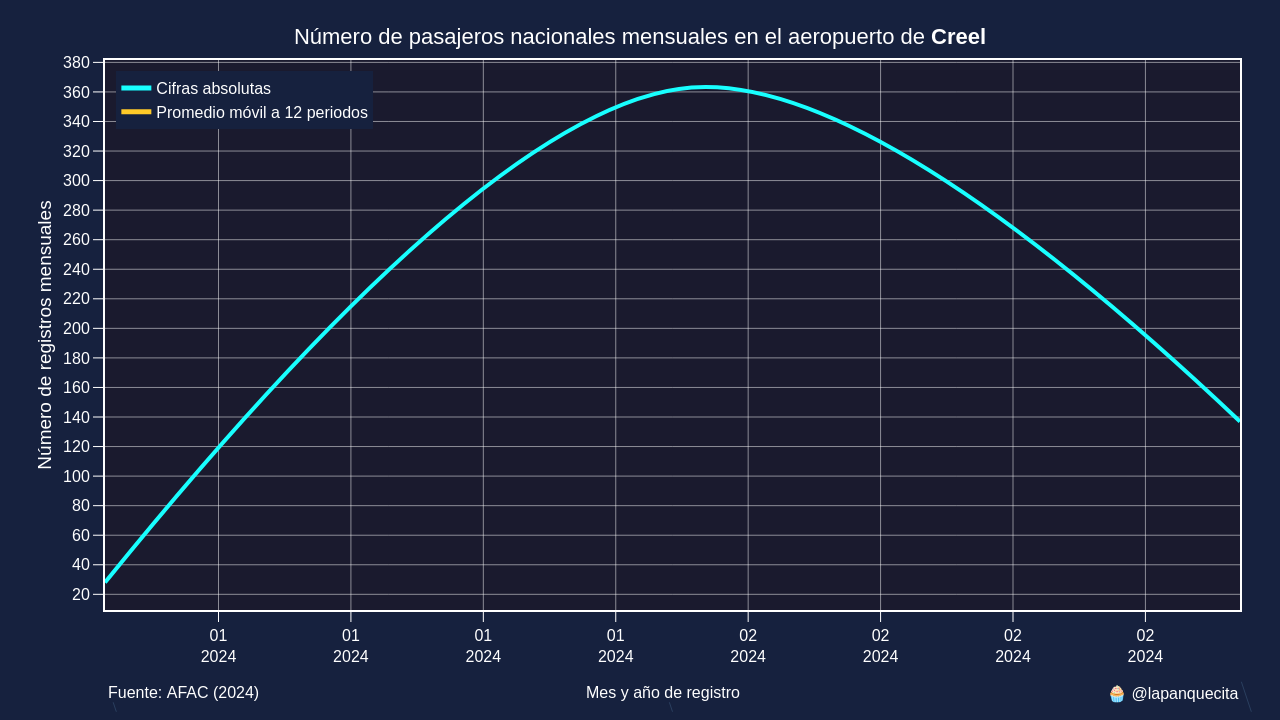 Número de pasajeros nacionales mensuales en el aeropuerto de Creel
Cifras absolutas
Promedio móvil a 12 periodos
Número de registros mensuales
380
360
340
320
300
280
260
240
220
200
180
160
140
120
100
80
60
40
20
01 01 01 01 02 02 02 02
2024 2024 2024 2024 2024 2024 2024 2024
Fuente: AFAC (2024)
Mes y año de registro
🧁 @lapanquecita